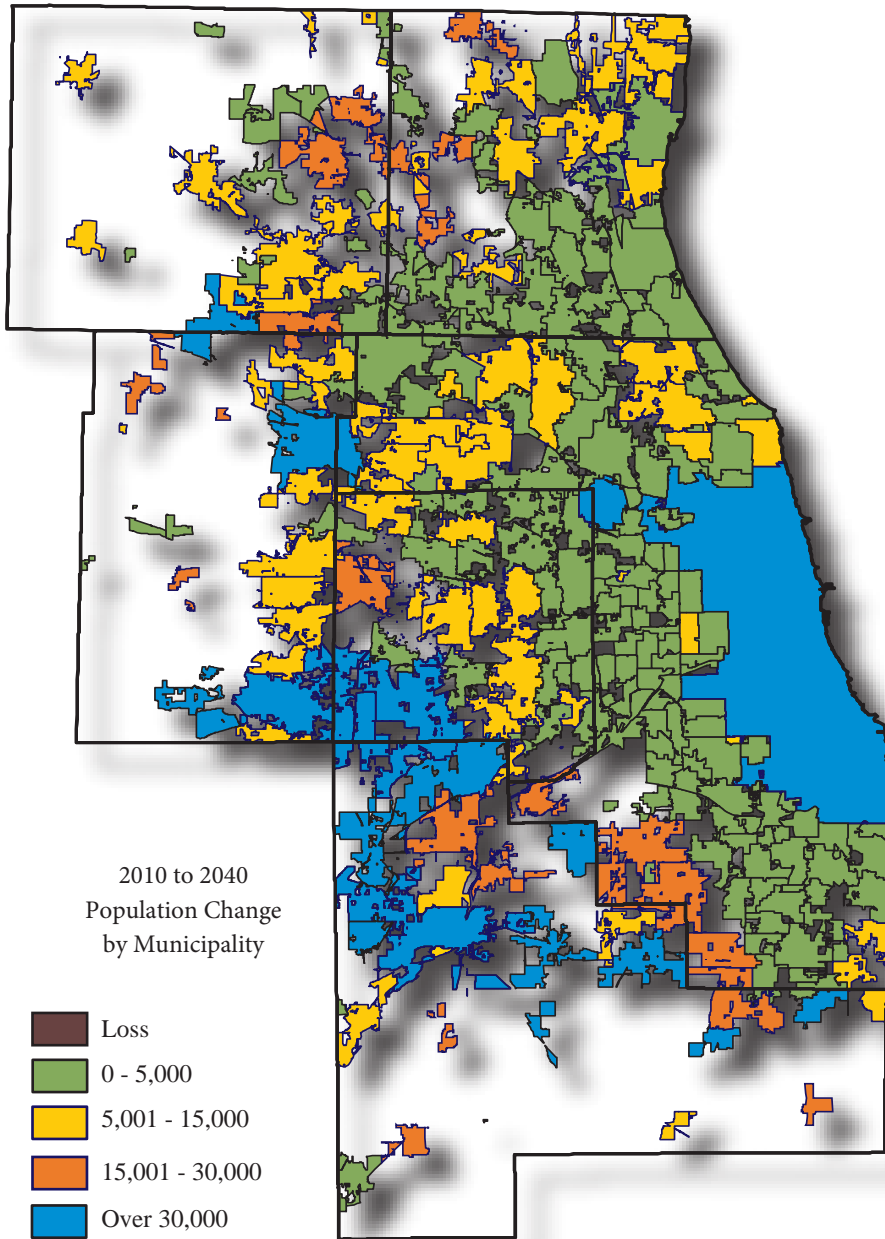 2010 to 2040
Population Change
by Municipality
Loss
0 - 5,000
5,001 - 15,000
15,001 - 30,000
Over 30,000